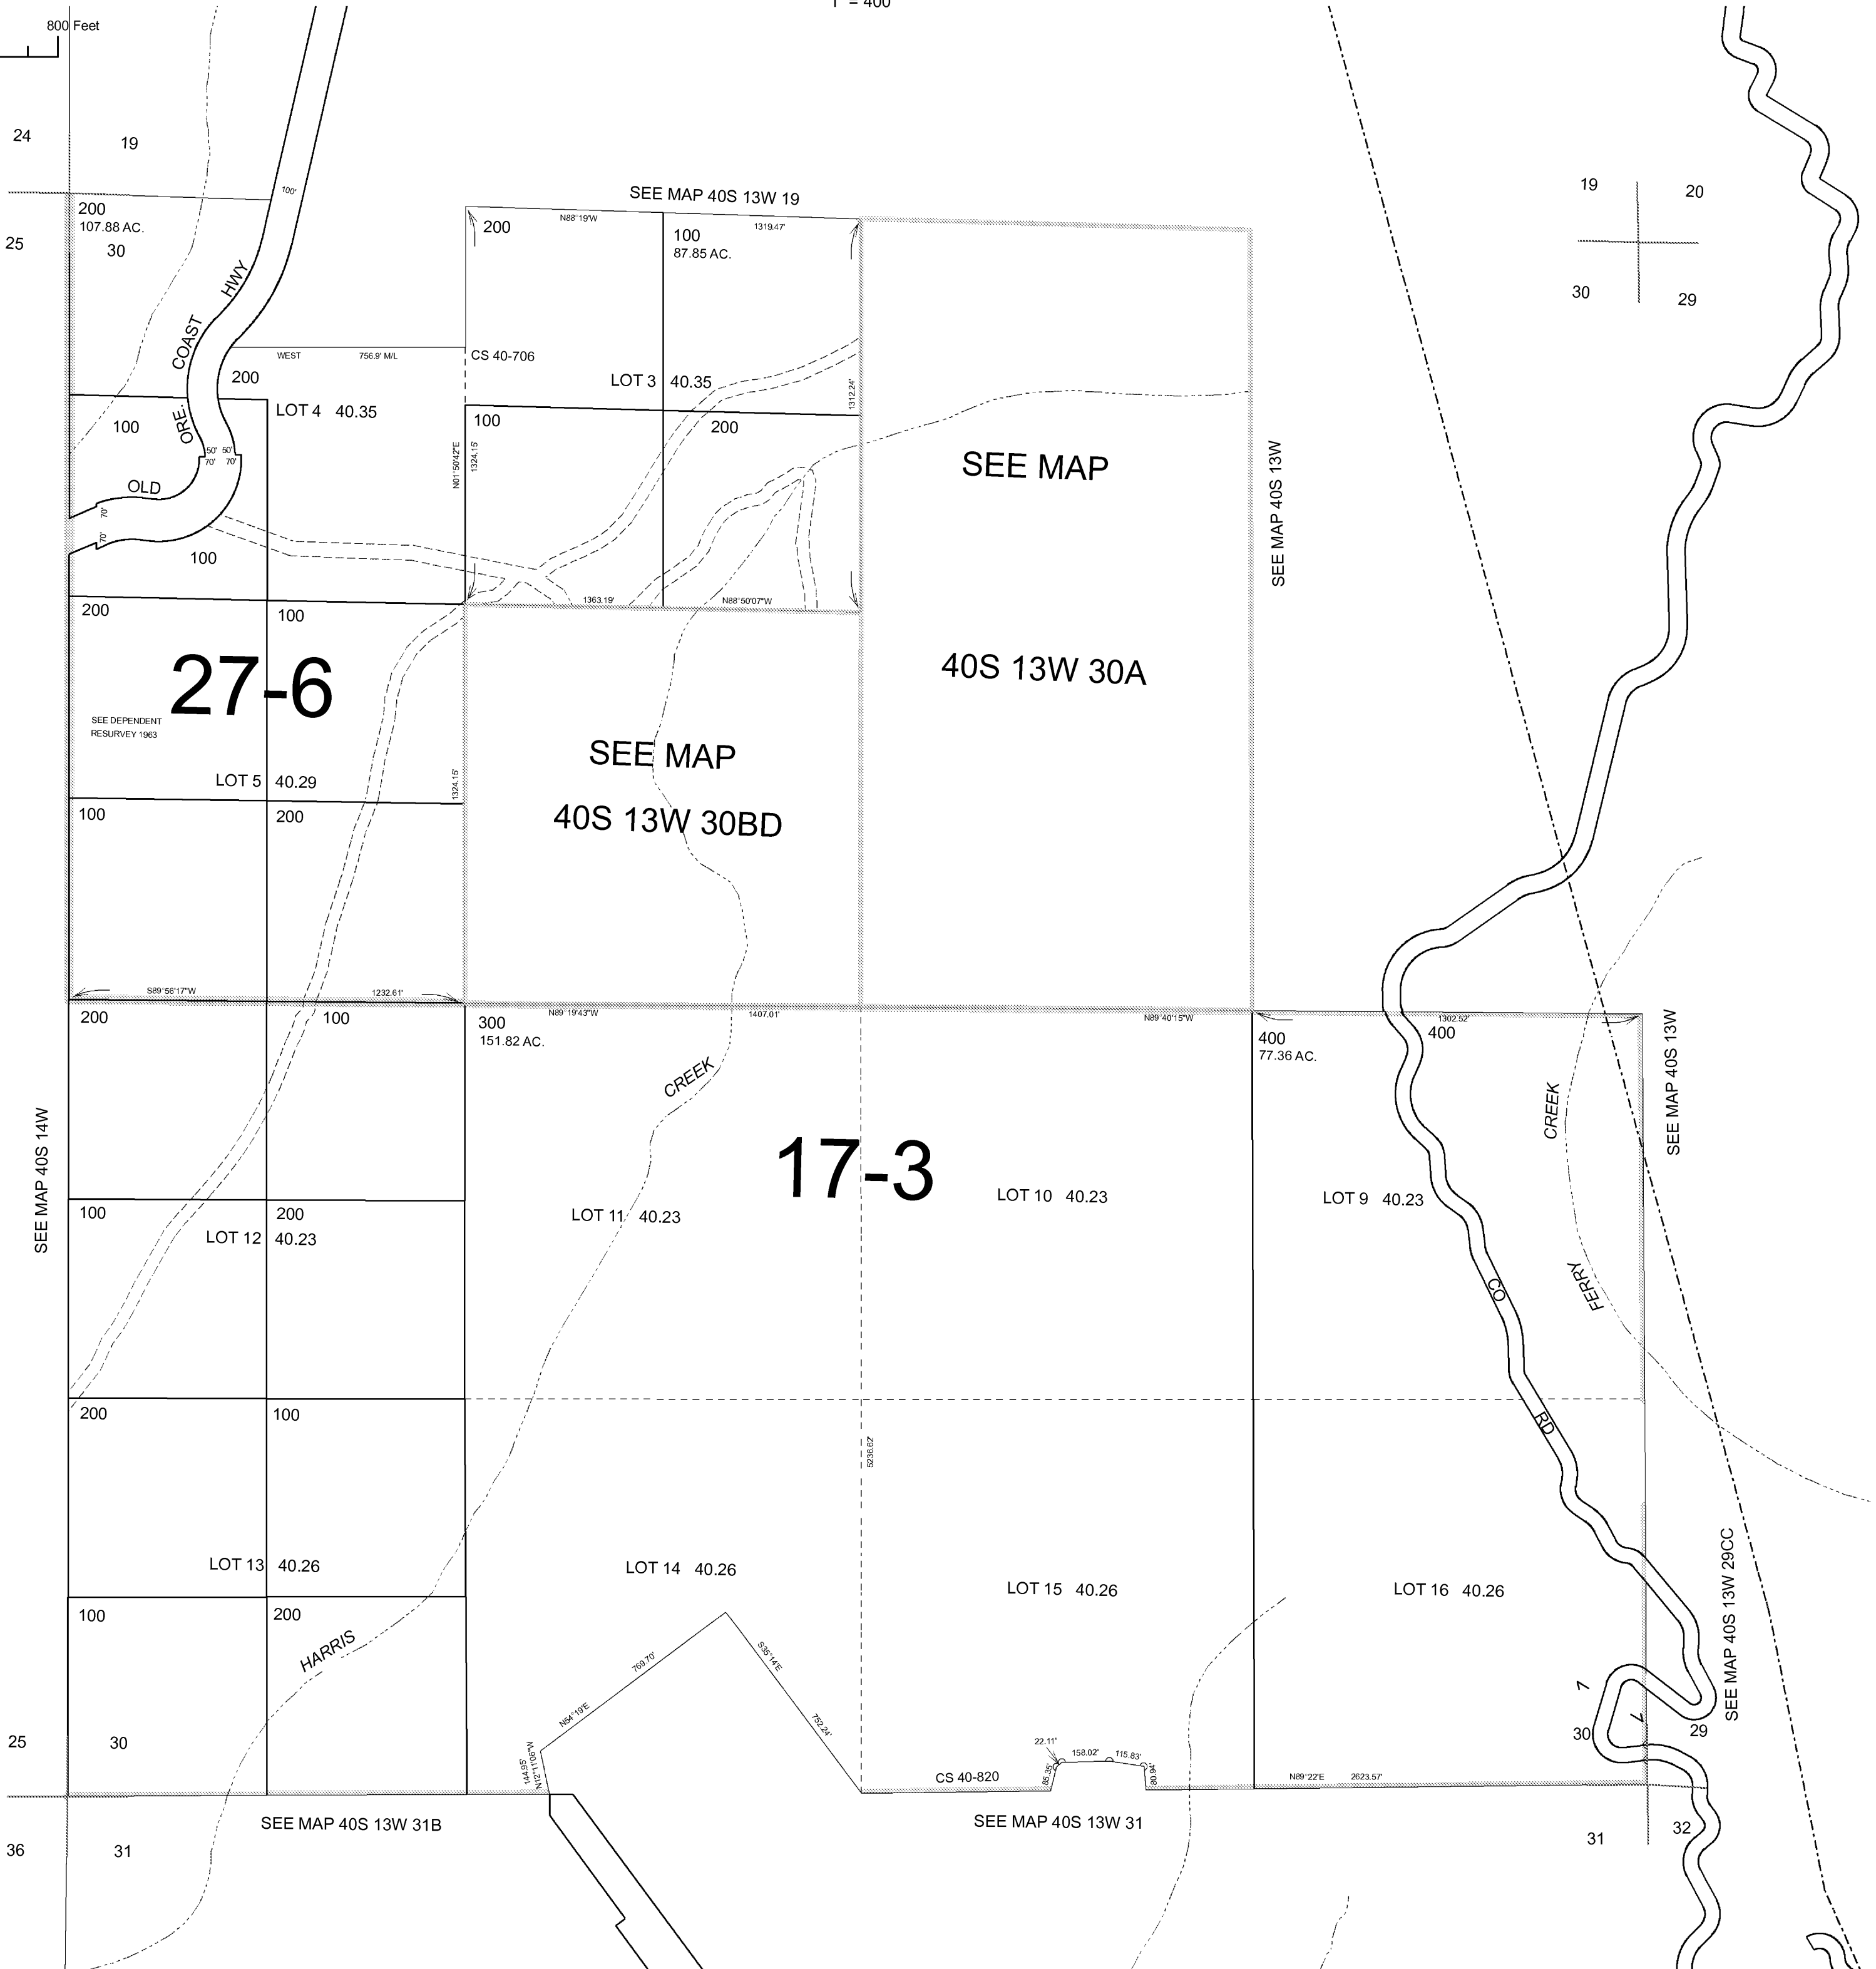 1" = 400'
800 Feet
24
19
100'
SEE MAP 40S 13W 19
19
20
200
107.88 AC.
25
30
200
N88°19'W
1319.47'
100
87.85 AC.
30
29
HWY
COAST
ORE.
OLD
WEST
756.9' M/L
CS 40-706
200
LOT 3 40.35
1312.24'
LOT 4 40.35
100
100
200
50' 50'
70' 70'
70'
70'
N01°50'42"E
1324.15'
SEE MAP
40S 13W 30A
SEE MAP 40S 13W
100
1363.19'
N88°50'07"W
200
100
27-6
SEE DEPENDENT
RESURVEY 1963
SEE MAP
40S 13W 30BD
LOT 5 40.29
1324.15'
100
200
S89°56'17"W
1232.61'
200
100
300
151.82 AC.
N89°19'43"W
1407.01'
N89°40'15"W
400
77.36 AC.
1302.52'
400
SEE MAP 40S 13W
CREEK
CREEK
FERRY
SEE MAP 40S 14W
17-3
LOT 11 40.23
LOT 10 40.23
LOT 9 40.23
100
200
LOT 12 40.23
CO
RD
200
100
5236.62'
LOT 13 40.26
LOT 14 40.26
LOT 15 40.26
LOT 16 40.26
SEE MAP 40S 13W 29CC
100
200
HARRIS
769.70'
N54°19'E
S35°14'E
752.24'
144.95'
N12°11'06"W
22.11'
158.02'
115.83'
85.35'
80.94'
CS 40-820
N89°22'E
2623.57'
7
7
30
29
25
30
SEE MAP 40S 13W 31B
SEE MAP 40S 13W 31
36
31
31
32